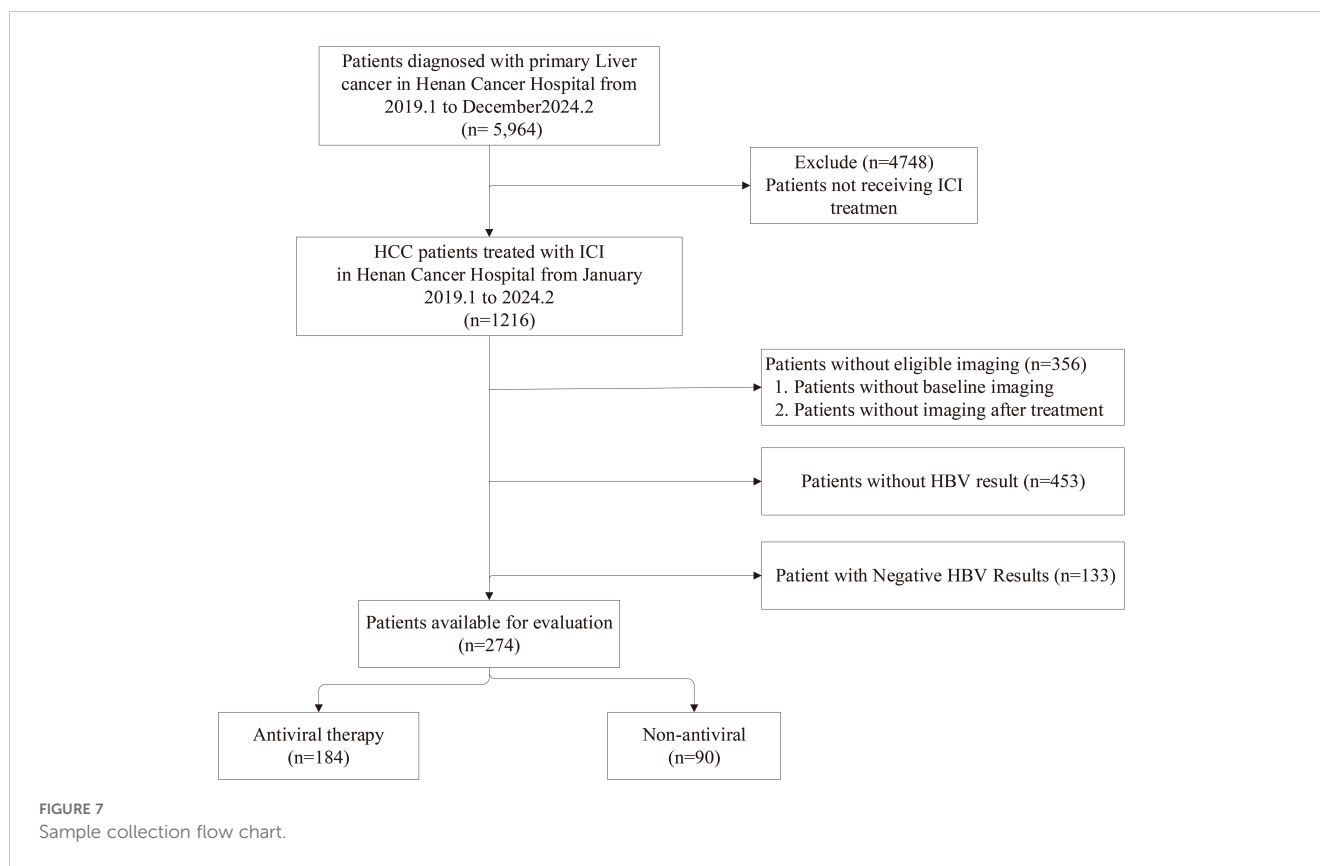 Patients diagnosed with primary Liver
cancer in Henan Cancer Hospital from
2019.1 to December2024.2
(n= 5,964)
Exclude (n=4748)
Patients not receiving ICI
treatmen
HCC patients treated with ICI
in Henan Cancer Hospital from January
2019.1 to 2024.2
(n=1216)
Patients without eligible imaging (n=356)
1. Patients without baseline imaging
2. Patients without imaging after treatment
Patients without HBV result (n=453)
Patient with Negative HBV Results (n=133)
Patients available for evaluation
(n=274)
Antiviral therapy
(n=184)
Non-antiviral
(n=90)
FIGURE 7
Sample collection flow chart.